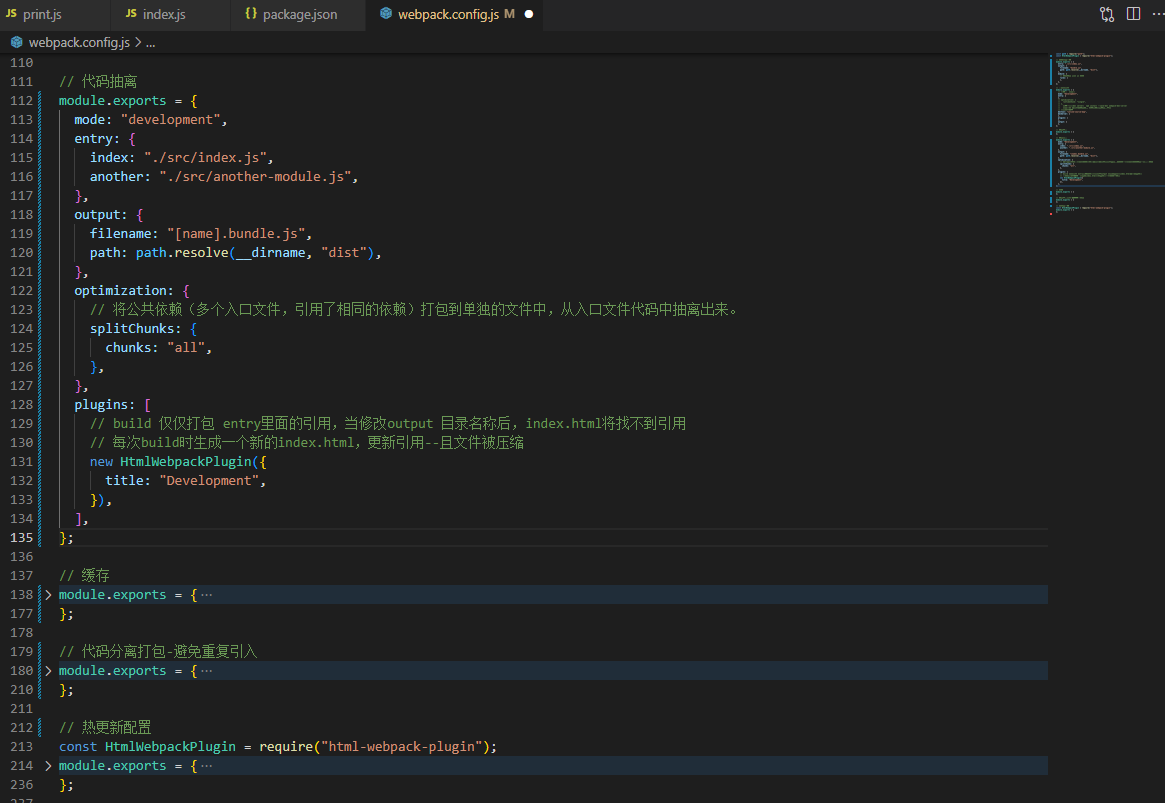 print.js index.js package.json webpack.config.js M
webpack.config.js > ...
110
111 // 代码抽离
112 module.exports = {
113 mode: "development",
114 entry: {
115 index: "./src/index.js",
116 another: "./src/another-module.js",
117 },
118 output: {
119 filename: "[name].bundle.js",
120 path: path.resolve(__dirname, "dist"),
121 },
122 optimization: {
123 // 将公共依赖（多个入口文件，引用了相同的依赖）打包到单独的文件中，从入口文件代码中抽离出来。
124 splitChunks: {
125 chunks: "all",
126 },
127 },
128 plugins: [
129 // build 仅仅打包 entry里面的引用，当修改output 目录名称后，index.html将找不到引用
130 // 每次build时生成一个新的index.html，更新引用--且文件被压缩
131 new HtmlWebpackPlugin({
132 title: "Development",
133 }),
134 ],
135 };
136
137 // 缓存
138 module.exports = { ...
177 };
178
179 // 代码分离打包-避免重复引入
180 module.exports = { ...
210 };
211
212 // 热更新配置
213 const HtmlWebpackPlugin = require("html-webpack-plugin");
214 module.exports = { ...
236 };
237